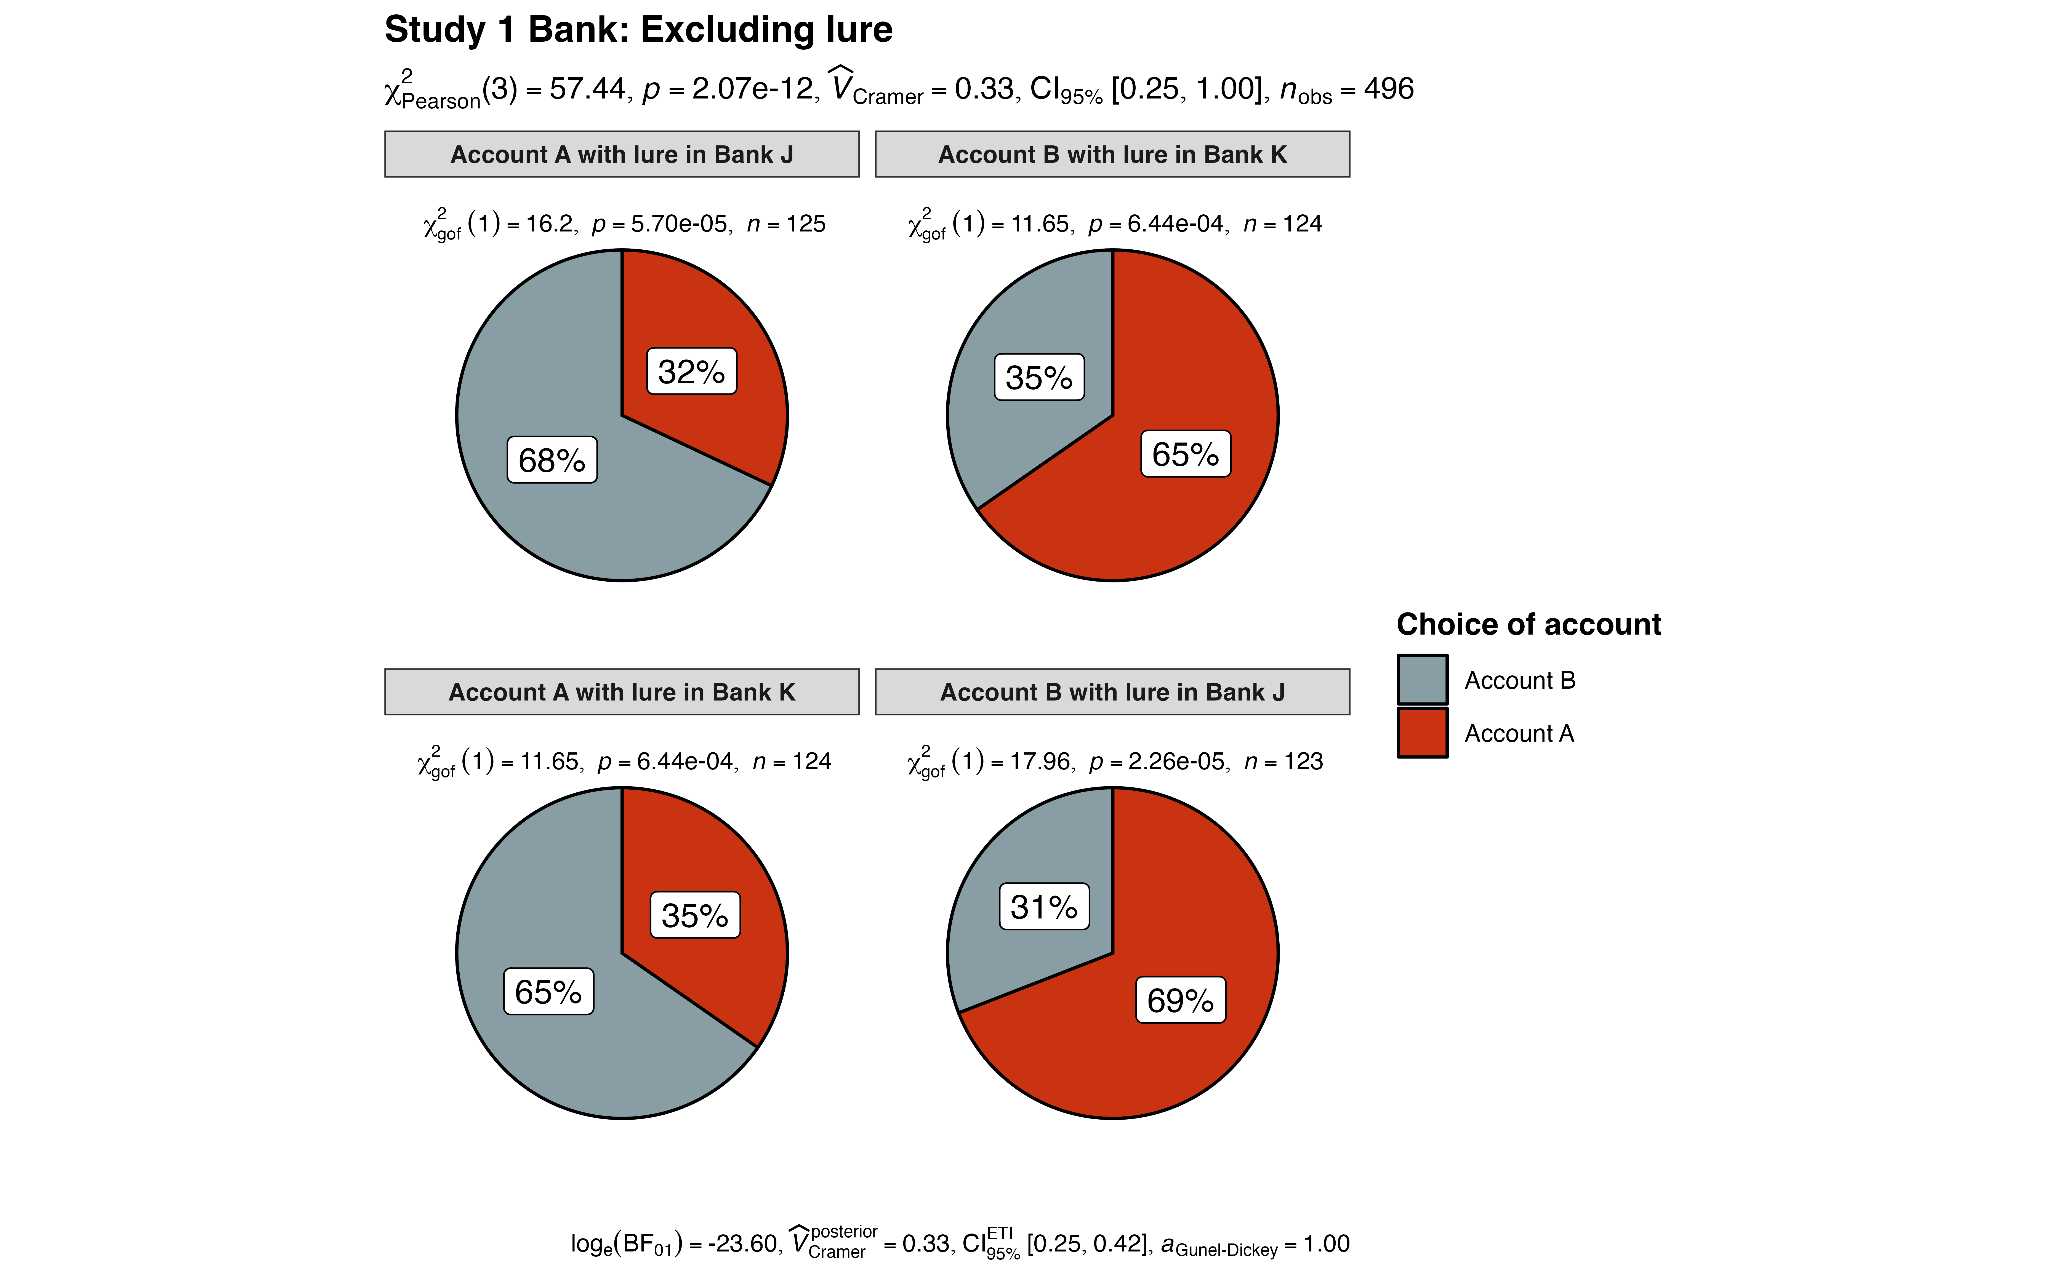 Study 1 Bank: Excluding lure
χ²Pearson(3) = 57.44, p = 2.07e-12, V̂Cramer = 0.33, CI95% [0.25, 1.00], nobs = 496
Account A with lure in Bank J
χ²gof (1) = 16.2, p = 5.70e-05, n = 125
32%
68%
Account B with lure in Bank K
χ²gof (1) = 11.65, p = 6.44e-04, n = 124
35%
65%
Account A with lure in Bank K
χ²gof (1) = 11.65, p = 6.44e-04, n = 124
35%
65%
Account B with lure in Bank J
χ²gof (1) = 17.96, p = 2.26e-05, n = 123
31%
69%
Choice of account
Account B
Account A
loge(BF01) = -23.60, V̂Cramer posterior = 0.33, CI95% ETI [0.25, 0.42], aGunel-Dickey = 1.00